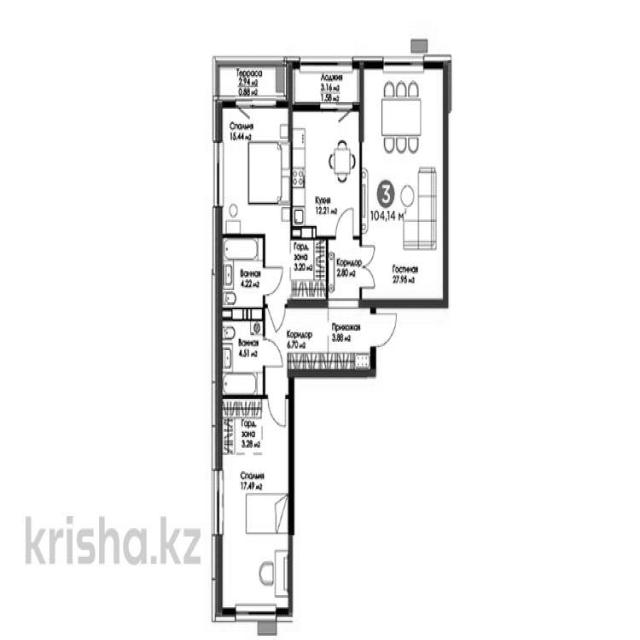 Терраса
2.94 м2
0.88 м2
Лоджия
3.16 м2
1.58 м2
Спальня
15.44 м2
Кухня
12.21 м2
3
104,14 м²
Гард.
зона
3.20 м2
Коридор
2.80 м2
Гостиная
27.95 м2
Ванная
4.22 м2
Ванная
4.51 м2
Коридор
6.70 м2
Прихожая
3.88 м2
Гард.
зона
3.28 м2
Спальня
17.49 м2
krisha.kz